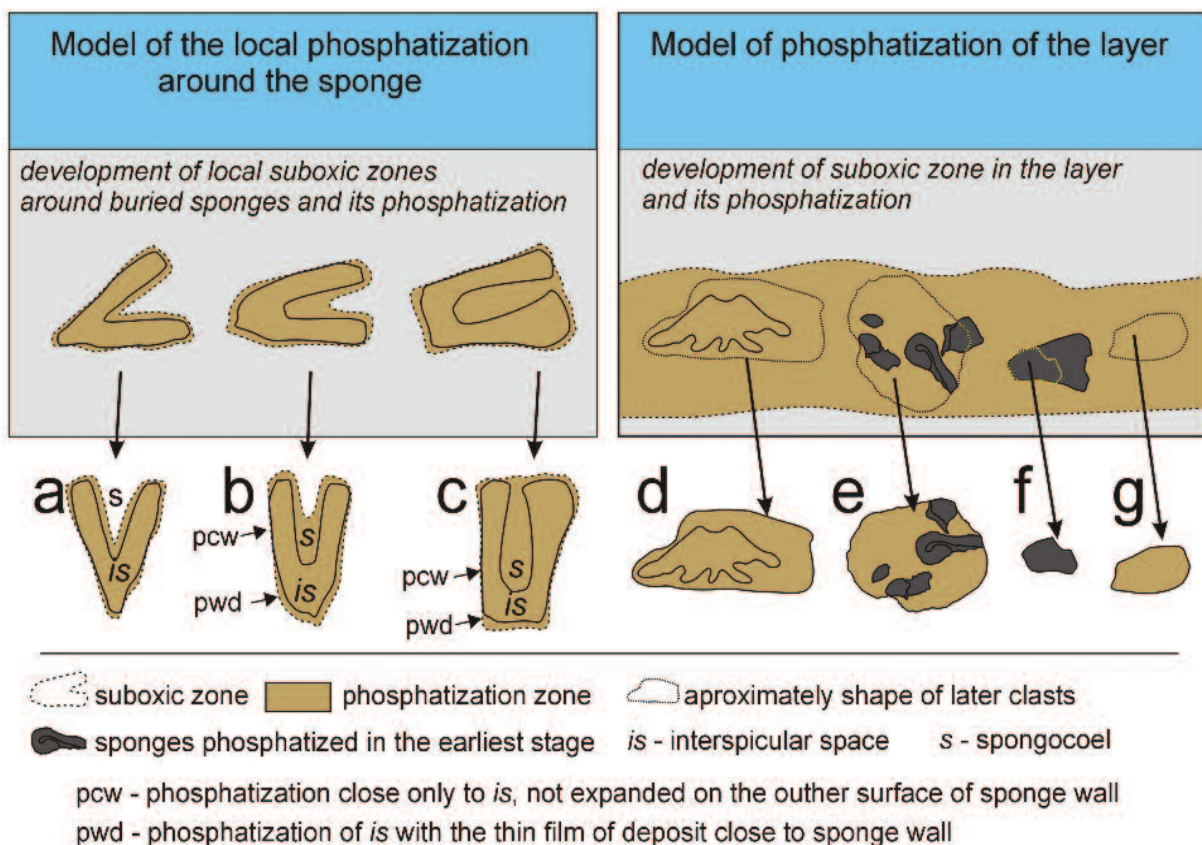 Model of the local phosphatization
around the sponge
development of local suboxic zones
around buried sponges and its phosphatization
Model of phosphatization of the layer
development of suboxic zone in the layer
and its phosphatization
a
s
is
b
pcw
s
is
pwd
c
pcw
s
is
pwd
d
e
f
g
suboxic zone
phosphatization zone
aproximately shape of later clasts
sponges phosphatized in the earliest stage
is - interspicular space
s - spongocoel
pcw - phosphatization close only to is, not expanded on the outher surface of sponge wall
pwd - phosphatization of is with the thin film of deposit close to sponge wall